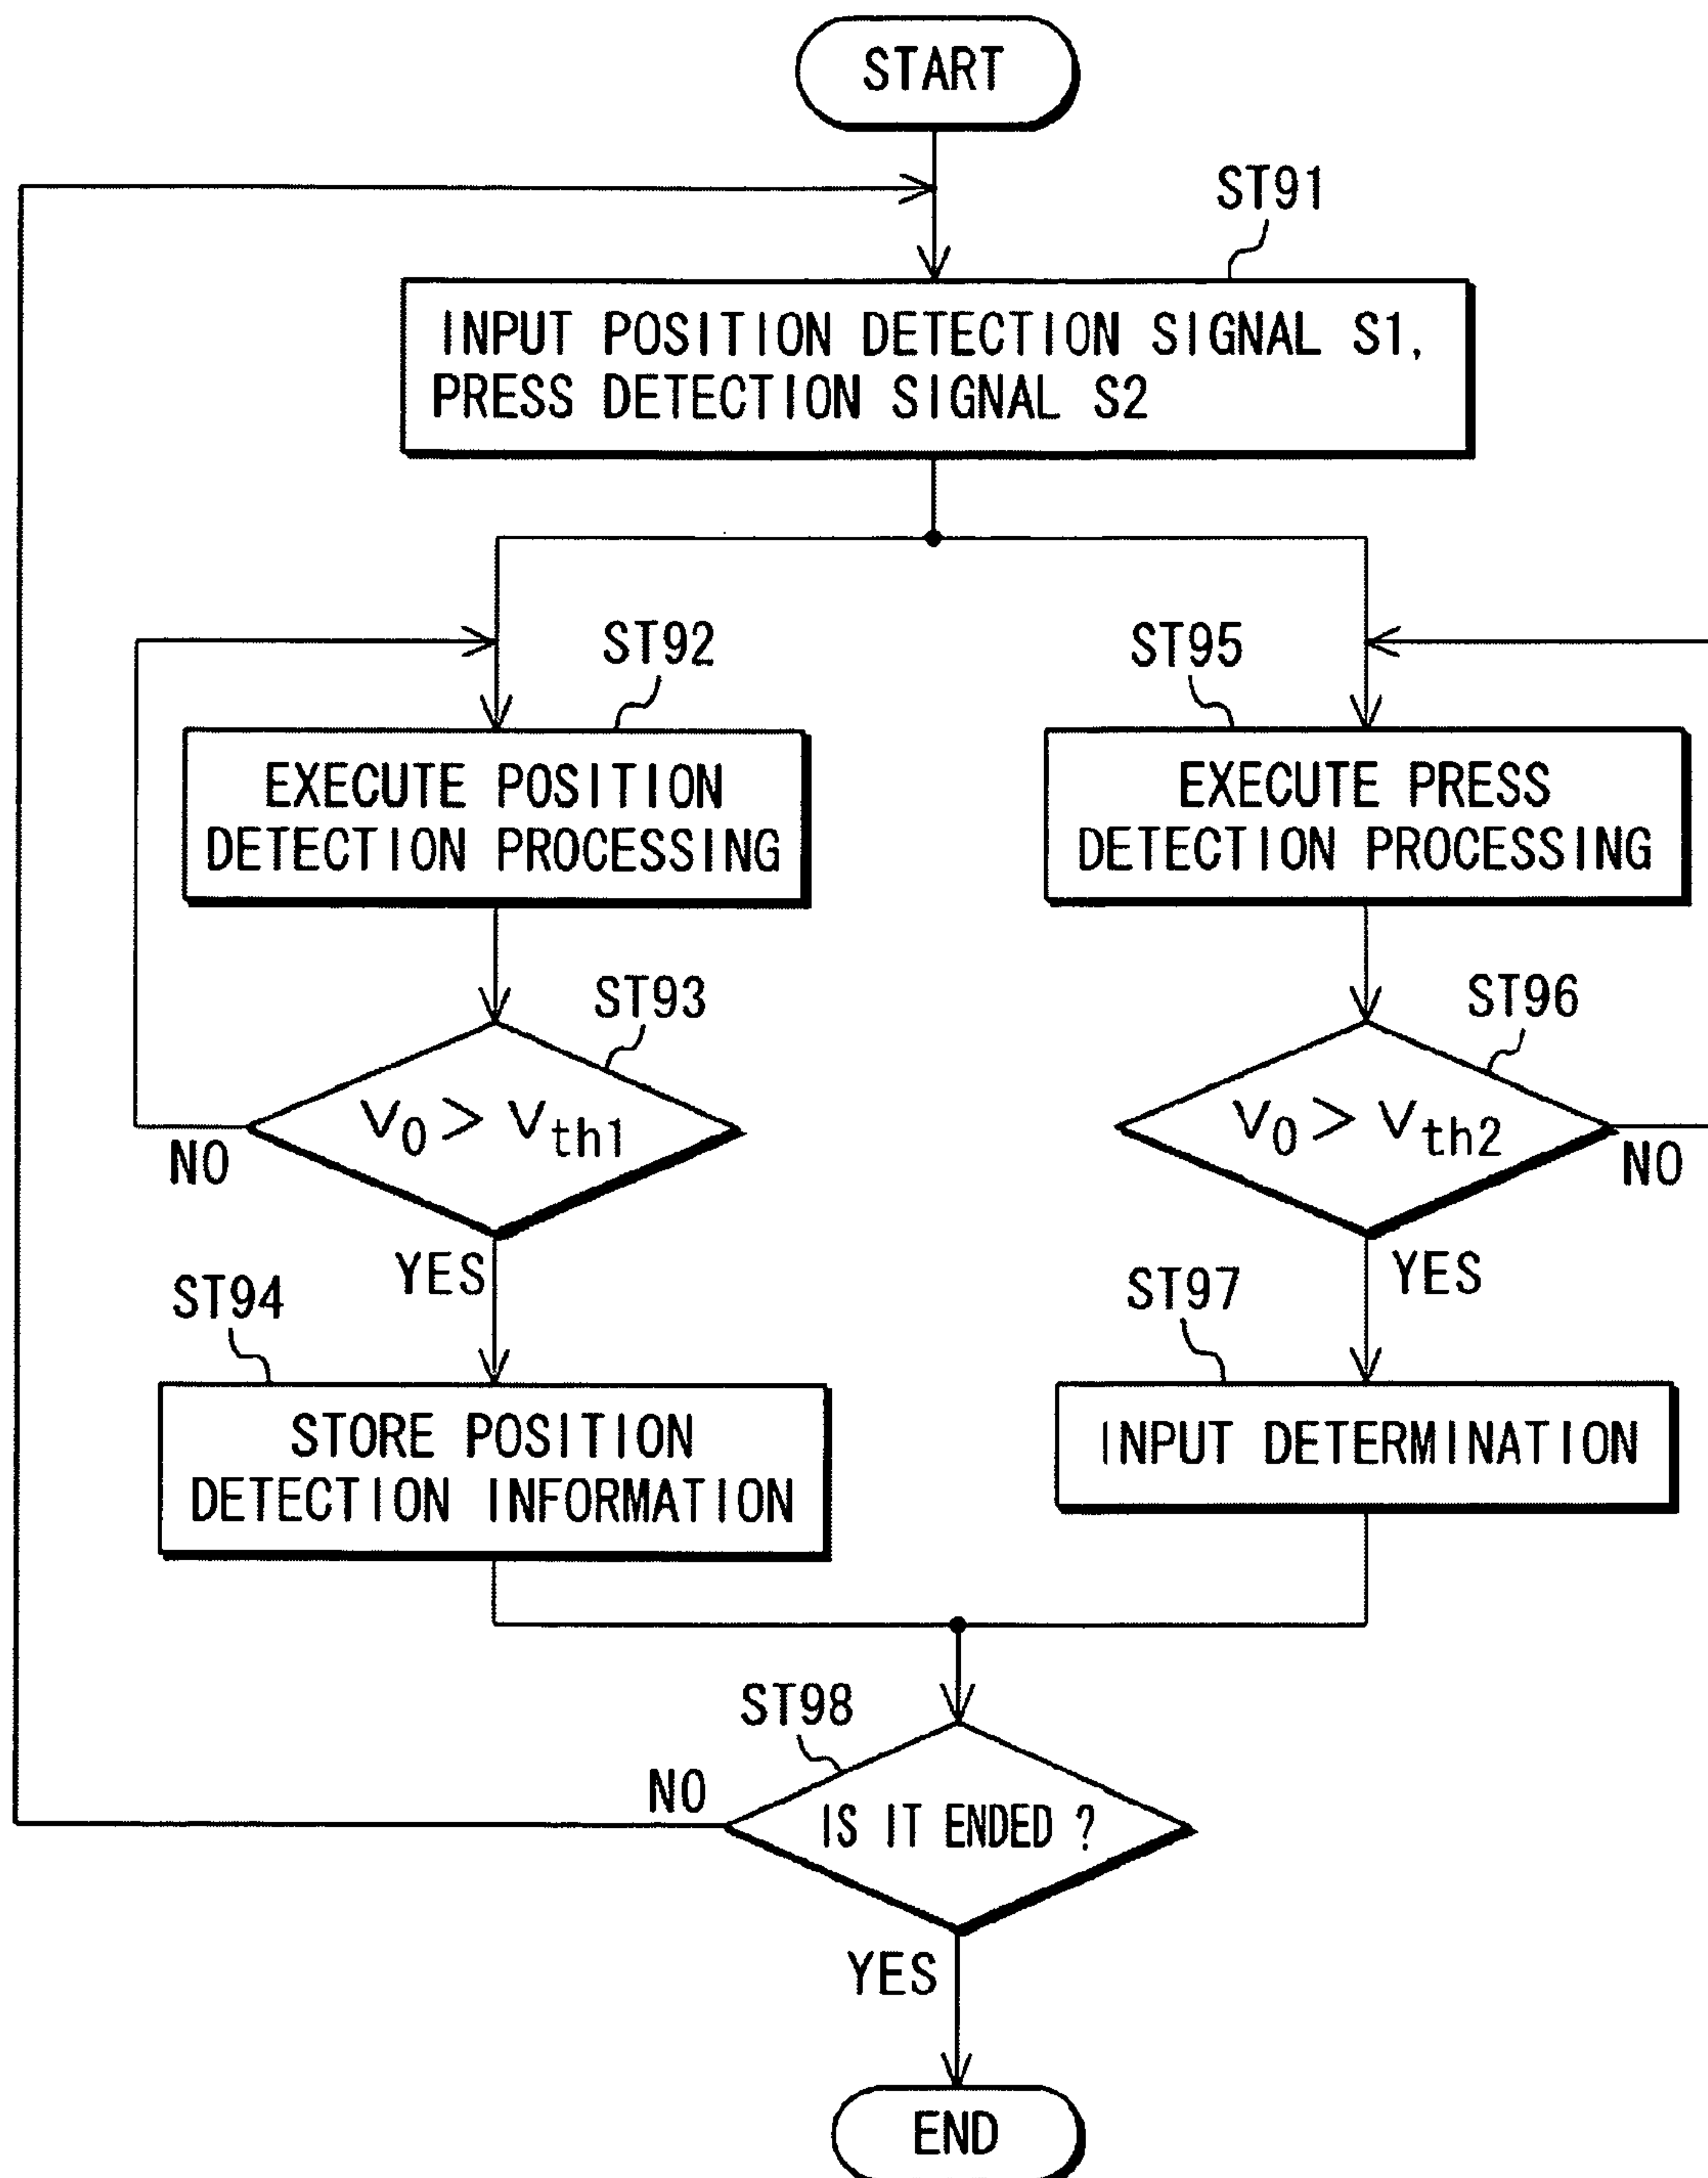 START
ST91
INPUT POSITION DETECTION SIGNAL S1,
PRESS DETECTION SIGNAL S2
ST92
EXECUTE POSITION
DETECTION PROCESSING
ST93
V0 > Vth1
NO
YES
ST94
STORE POSITION
DETECTION INFORMATION
ST95
EXECUTE PRESS
DETECTION PROCESSING
ST96
V0 > Vth2
NO
YES
ST97
INPUT DETERMINATION
ST98
IS IT ENDED ?
NO
YES
END